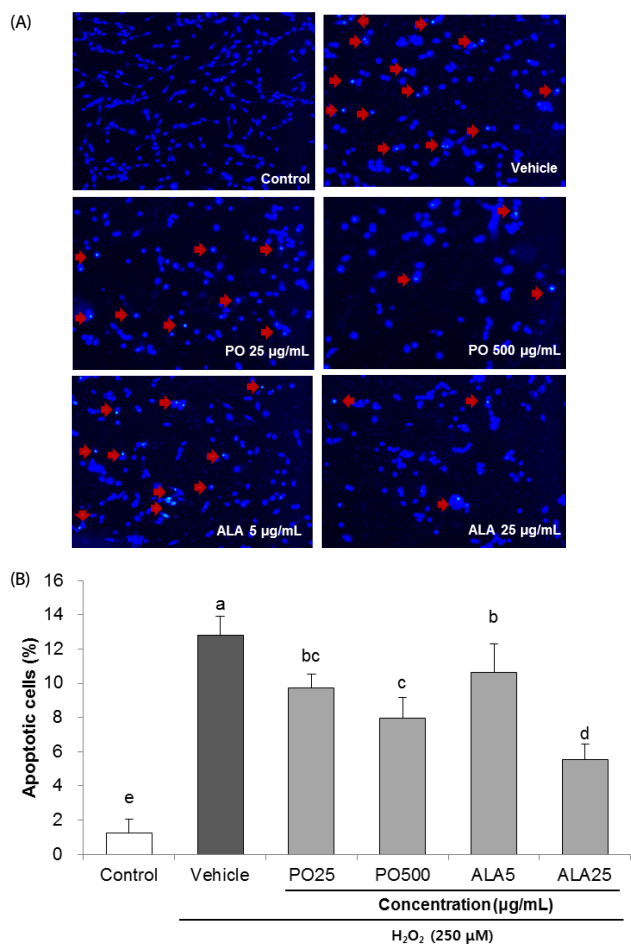 (A)
Control
Vehicle
PO 25 µg/mL
PO 500 µg/mL
ALA 5 µg/mL
ALA 25 µg/mL
(B)
Apoptotic cells (%)
16
14
12
10
8
6
4
2
0
e
a
bc
c
b
d
Control Vehicle PO25 PO500 ALA5 ALA25
Concentration (µg/mL)
H₂O₂ (250 µM)